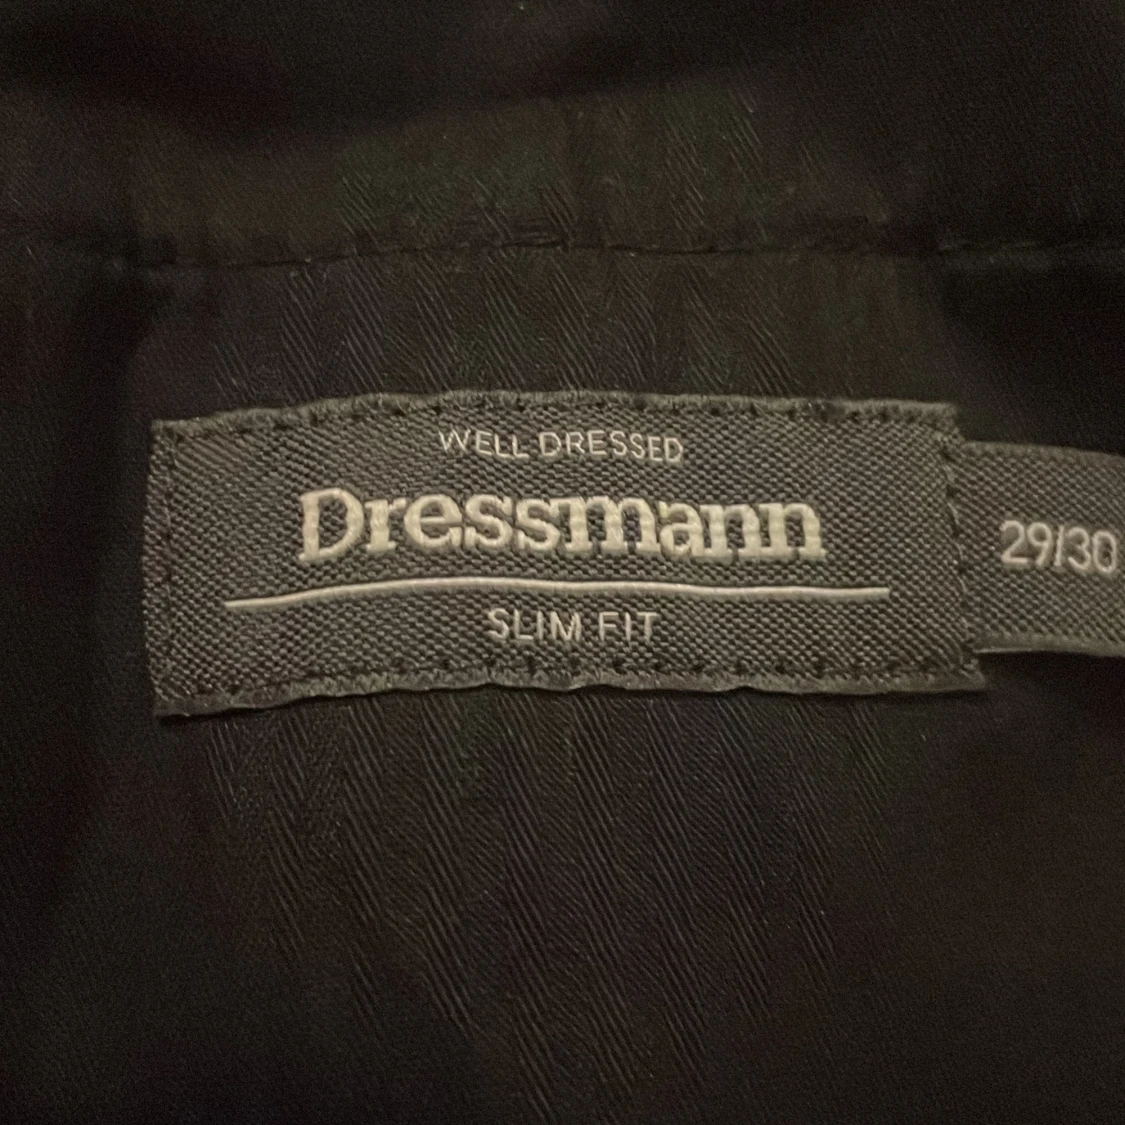 WELL DRESSED
Dressmann
SLIM FIT
29/30